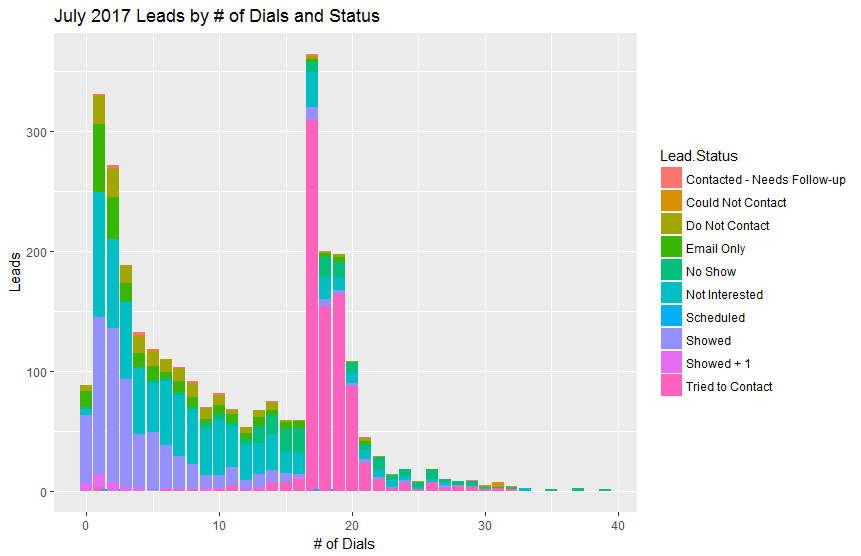 July 2017 Leads by # of Dials and Status
300
200
100
0
Leads
0 10 20 30 40
# of Dials
Lead.Status
Contacted - Needs Follow-up
Could Not Contact
Do Not Contact
Email Only
No Show
Not Interested
Scheduled
Showed
Showed + 1
Tried to Contact